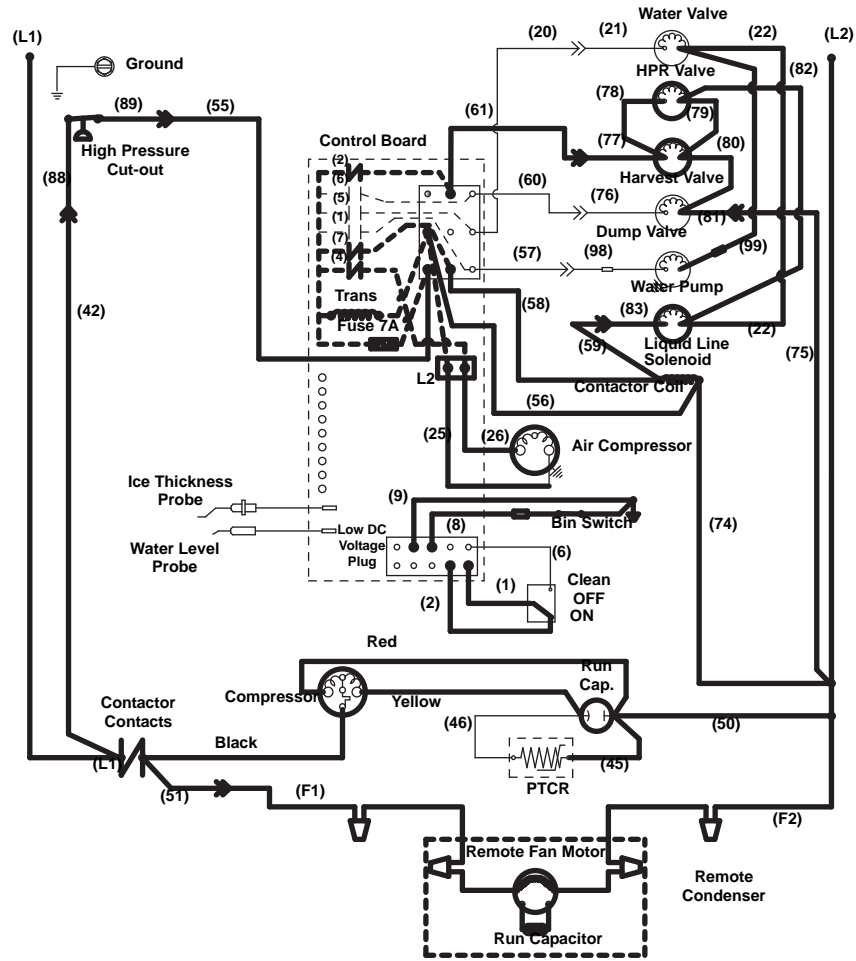 Water Valve
(L1)
(20)
(21)
(22)
(L2)
Ground
HPR Valve
(82)
(89)
(55)
(78)
(79)
(61)
Control Board
(77)
(80)
High Pressure
Cut-out
(2)
(6)
(88)
Harvest Valve
(5)
(60)
(76)
(1)
(81)
Dump Valve
(7)
(4)
(57)
(98)
(99)
Water Pump
Trans
(58)
(83)
(42)
Fuse 7A
(59)
(22)
Liquid Line
Solenoid
(75)
L2
Contactor Coil
(56)
(25)
(26)
Air Compressor
Ice Thickness
Probe
(9)
(8)
Bin Switch
(74)
Low DC
Voltage
Plug
Water Level
Probe
(6)
(1)
(2)
Clean
OFF
ON
Red
Run
Cap.
Compressor
Yellow
Contactor
Contacts
(46)
(50)
Black
(L1)
(45)
(51)
PTCR
(F1)
(F2)
Remote Fan Motor
Remote
Condenser
Run Capacitor